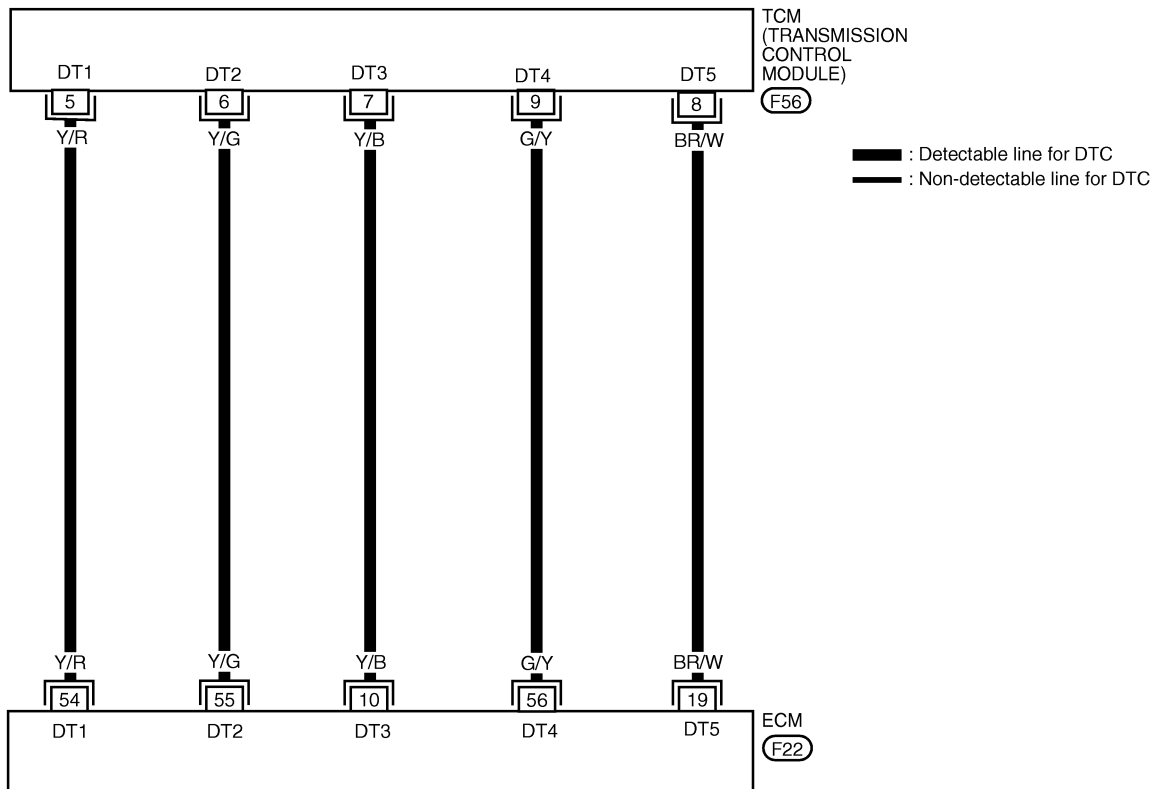 TCM
(TRANSMISSION
CONTROL
MODULE)
DT1 DT2 DT3 DT4 DT5
5 6 7 9 8
F56
Y/R Y/G Y/B G/Y BR/W
: Detectable line for DTC
: Non-detectable line for DTC
Y/R Y/G Y/B G/Y BR/W
54 55 10 56 19
DT1 DT2 DT3 DT4 DT5
ECM
F22